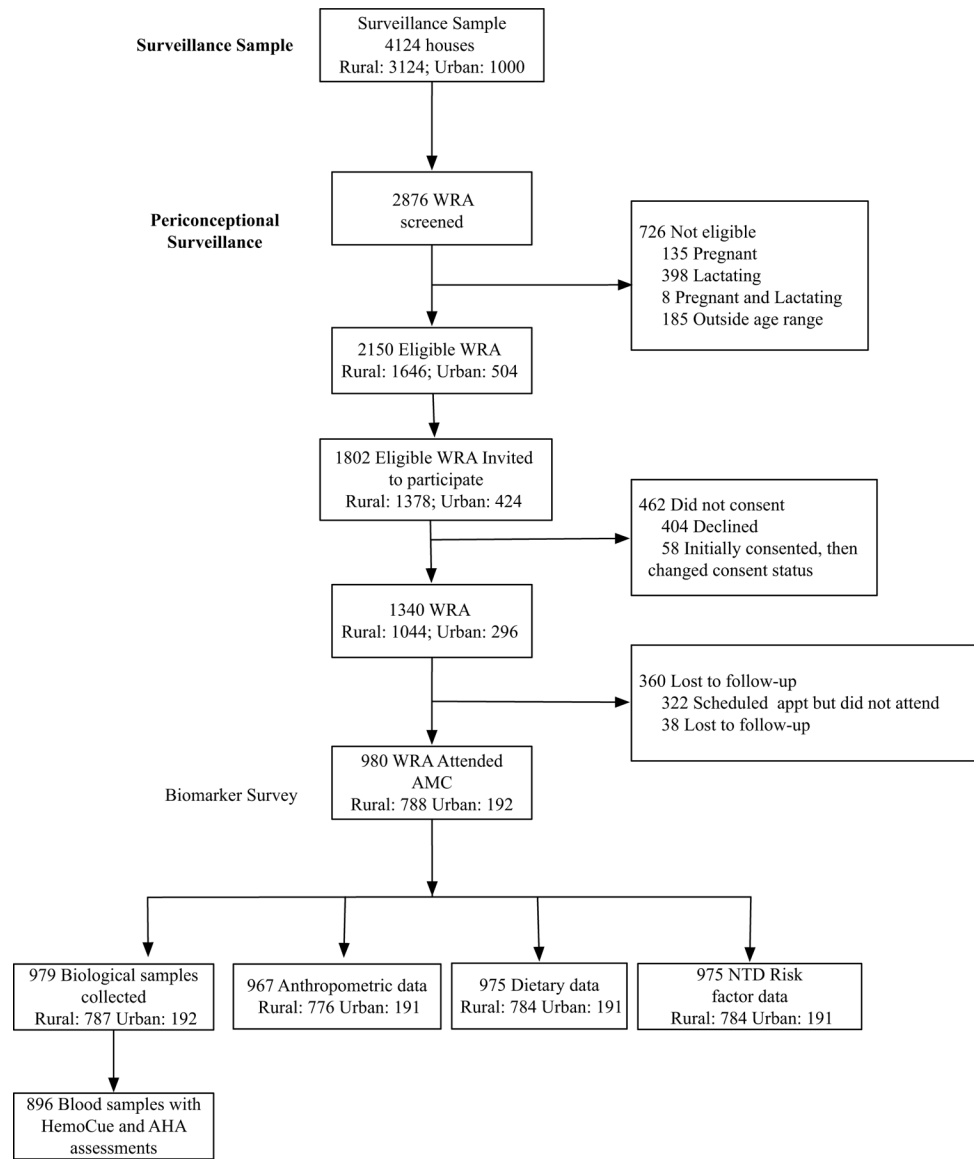 Surveillance Sample
Surveillance Sample
4124 houses
Rural: 3124; Urban: 1000
Periconceptional
Surveillance
2876 WRA
screened
726 Not eligible
135 Pregnant
398 Lactating
8 Pregnant and Lactating
185 Outside age range
2150 Eligible WRA
Rural: 1646; Urban: 504
1802 Eligible WRA Invited
to participate
Rural: 1378; Urban: 424
462 Did not consent
404 Declined
58 Initially consented, then
changed consent status
1340 WRA
Rural: 1044; Urban: 296
360 Lost to follow-up
322 Scheduled appt but did not attend
38 Lost to follow-up
Biomarker Survey
980 WRA Attended
AMC
Rural: 788 Urban: 192
979 Biological samples
collected
Rural: 787 Urban: 192
967 Anthropometric data
Rural: 776 Urban: 191
975 Dietary data
Rural: 784 Urban: 191
975 NTD Risk
factor data
Rural: 784 Urban: 191
896 Blood samples with
HemoCue and AHA
assessments